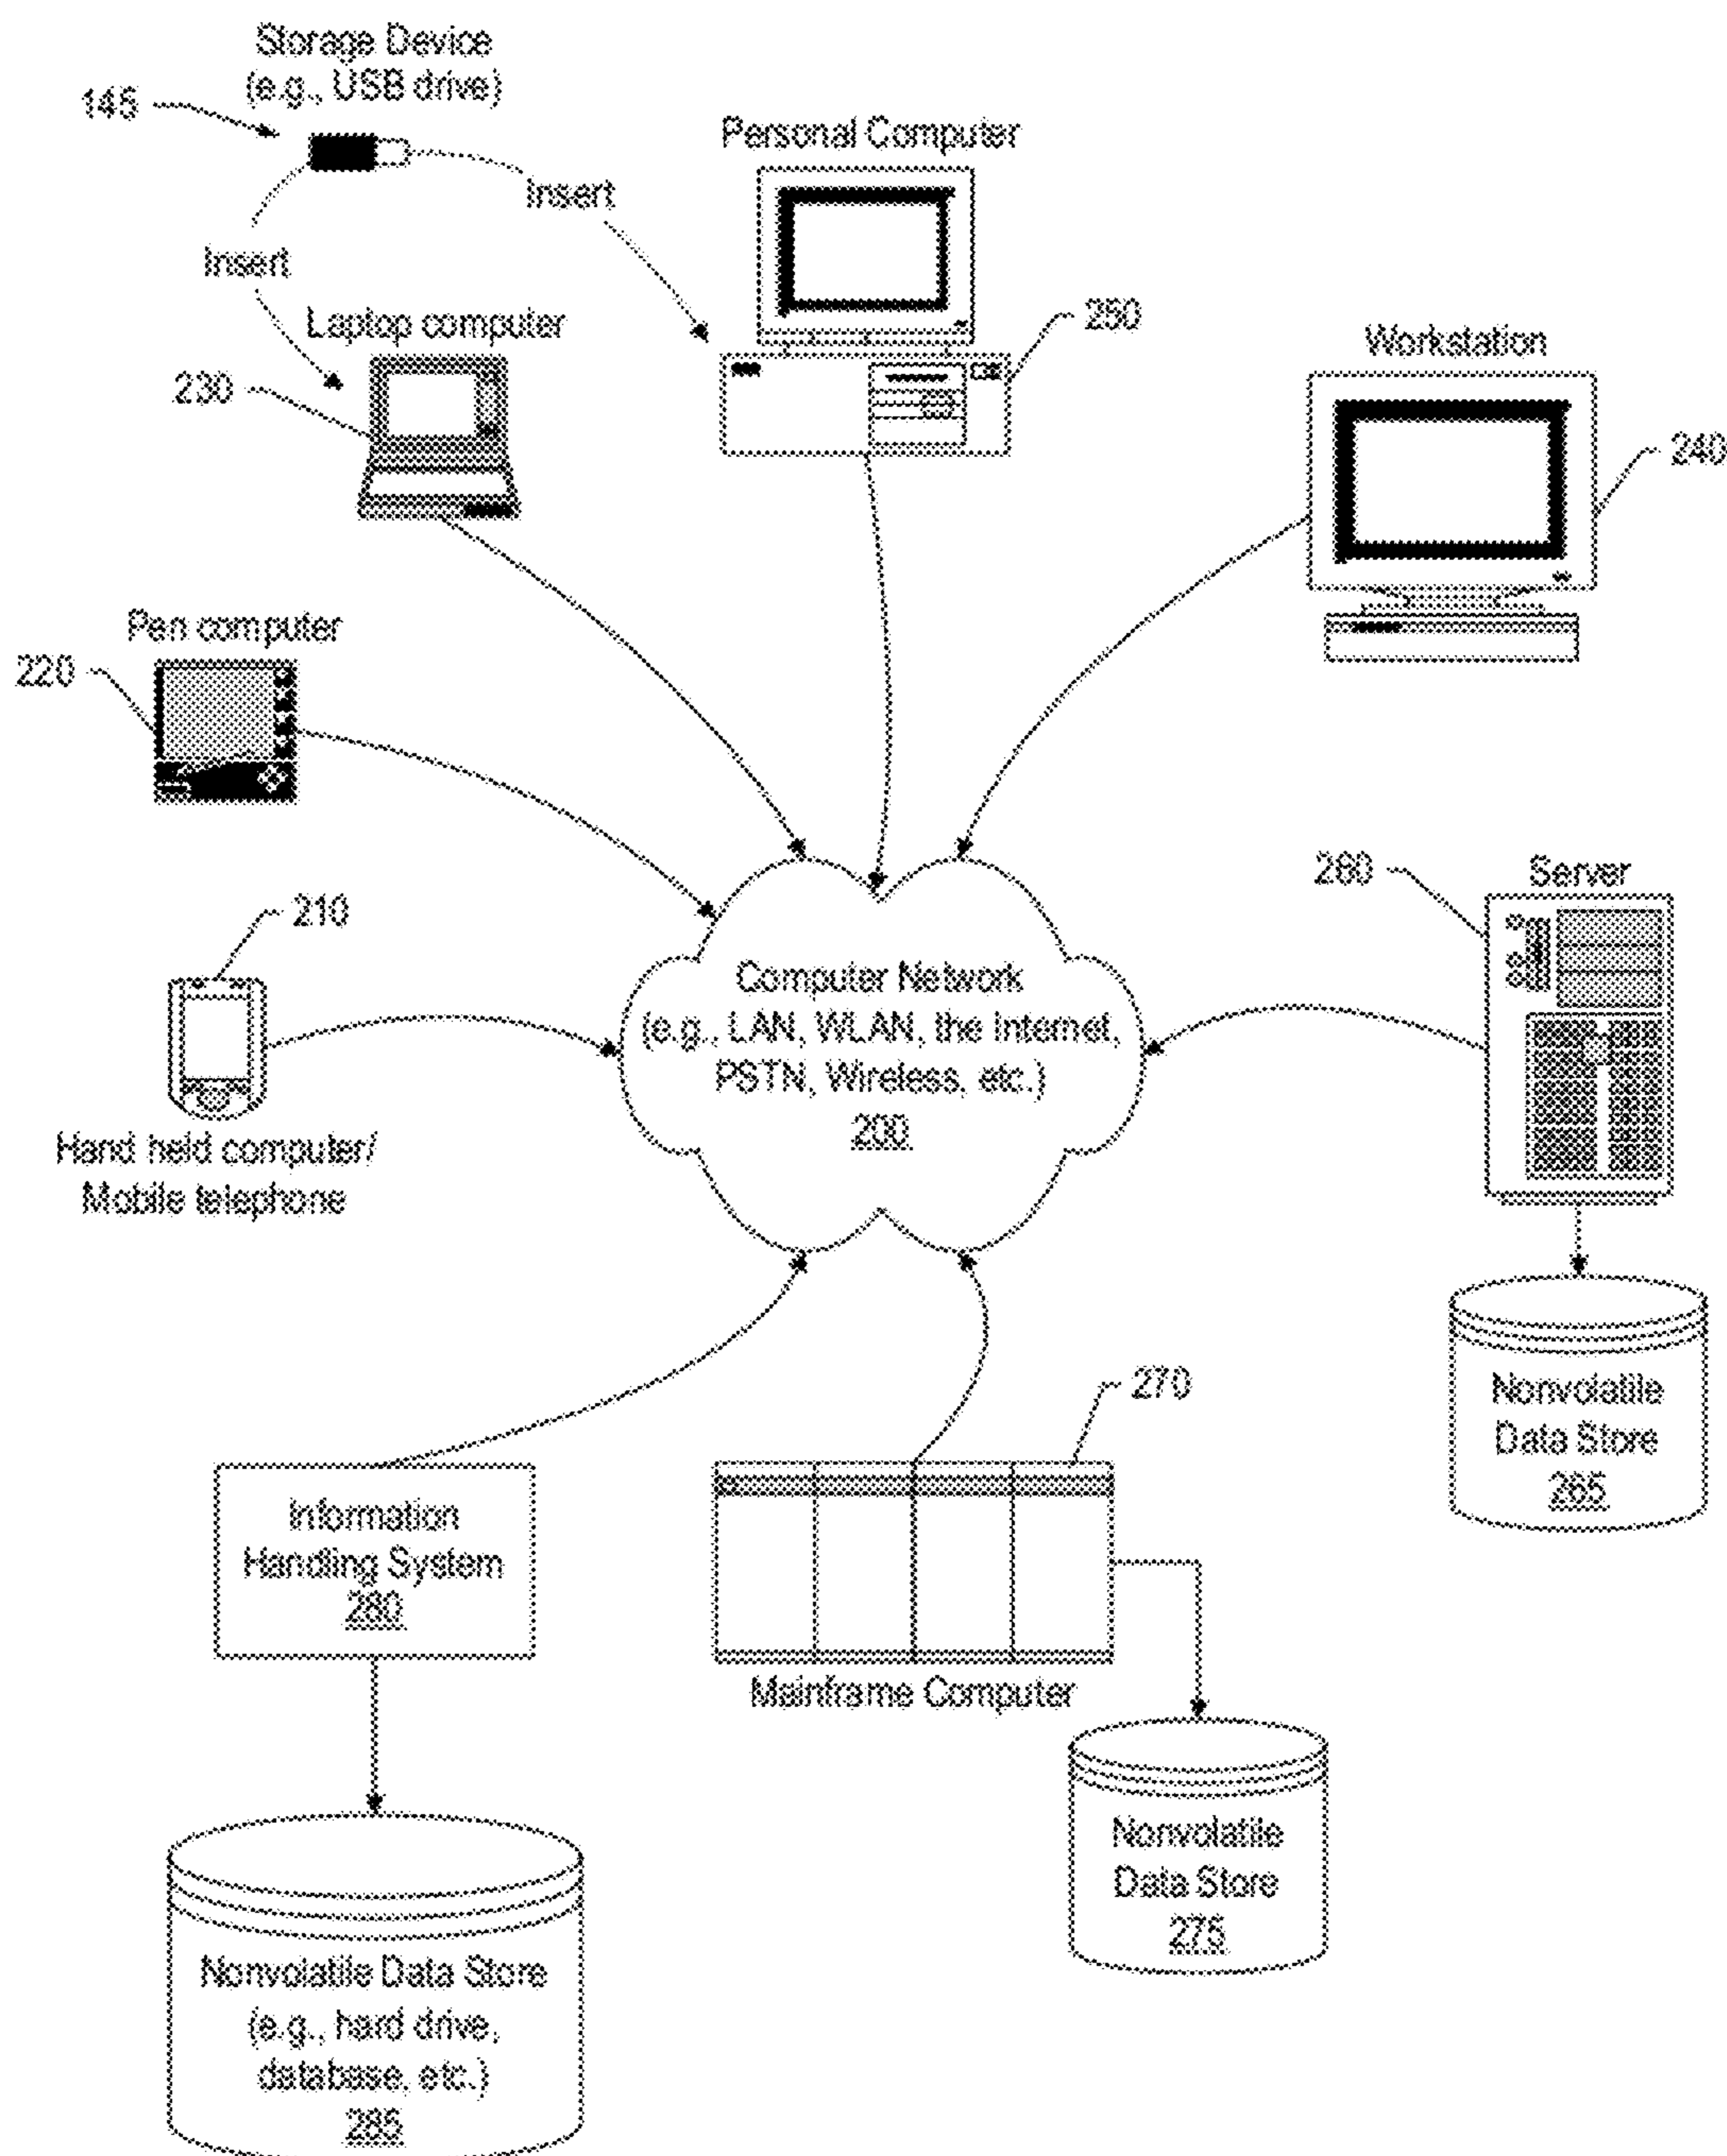 Storage Device
(e.g., USB drive)
145
Personal Computer
Insert
Insert
Laptop computer
250
Workstation
230
240
Pen computer
220
260
Server
210
Computer Network
(e.g., LAN, WLAN, the Internet,
PSTN, Wireless, etc.)
200
Hand held computer/
Mobile telephone
270
Nonvolatile
Data Store
265
Information
Handling System
280
Mainframe Computer
Nonvolatile
Data Store
275
Nonvolatile Data Store
(e.g., hard drive,
database, etc.)
285